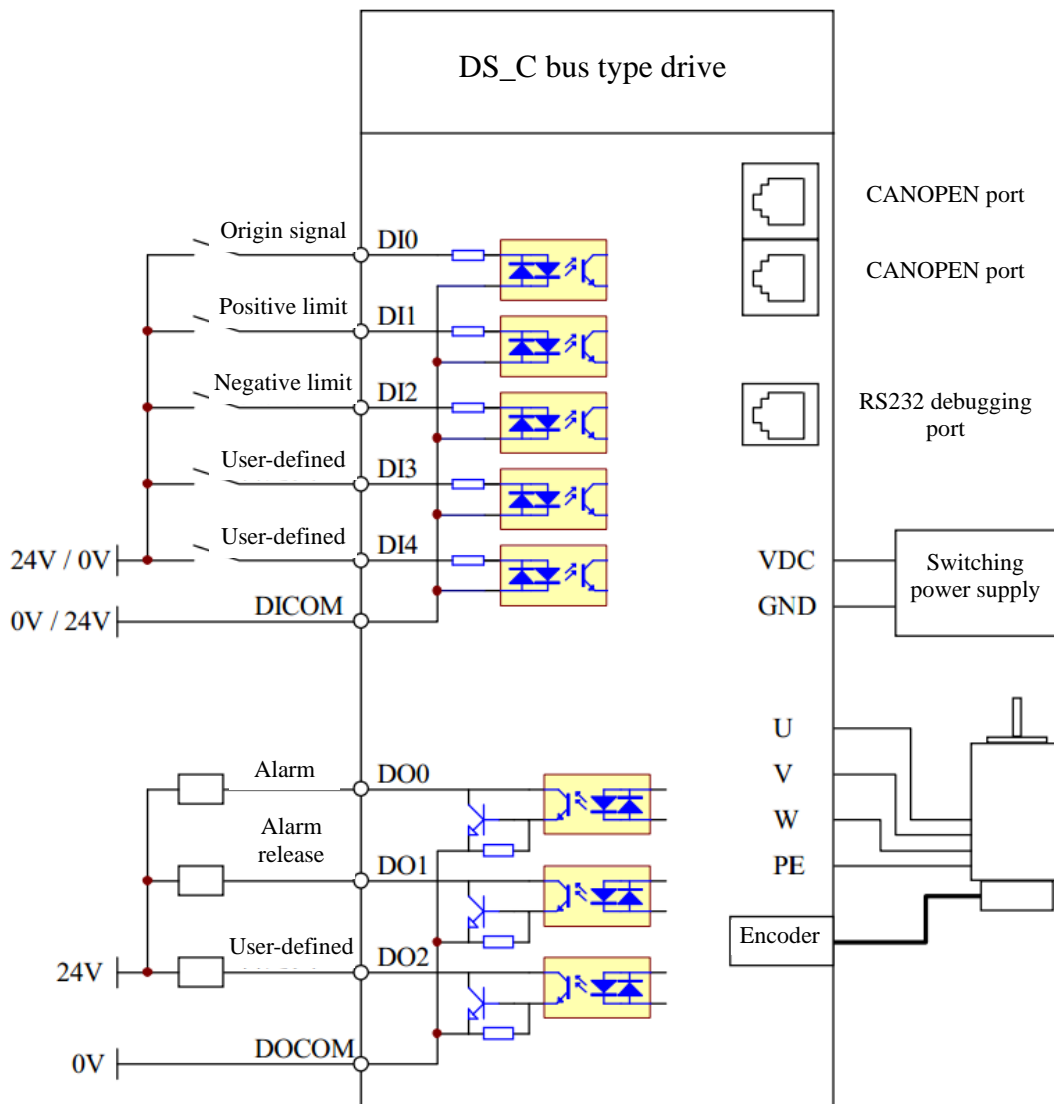 DS_C bus type drive
CANOPEN port
CANOPEN port
RS232 debugging
port
Origin signal
DI0
Positive limit
DI1
Negative limit
DI2
User-defined
DI3
User-defined
DI4
24V / 0V
DICOM
0V / 24V
VDC
GND
Switching
power supply
U
V
W
PE
Encoder
Alarm
DO0
Alarm
release
DO1
User-defined
DO2
24V
DOCOM
0V